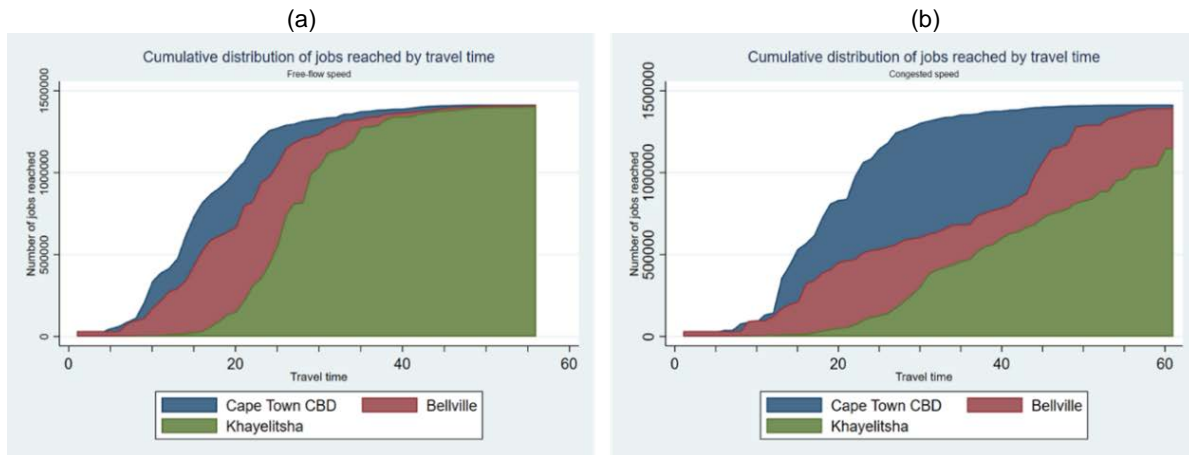 (a)
Cumulative distribution of jobs reached by travel time
Free-flow speed
Number of jobs reached
1500000
1000000
500000
0
0 20 40 60
Travel time
Cape Town CBD Bellville
Khayelitsha
(b)
Cumulative distribution of jobs reached by travel time
Congested speed
Number of jobs reached
1500000
1000000
500000
0
0 20 40 60
Travel time
Cape Town CBD Bellville
Khayelitsha